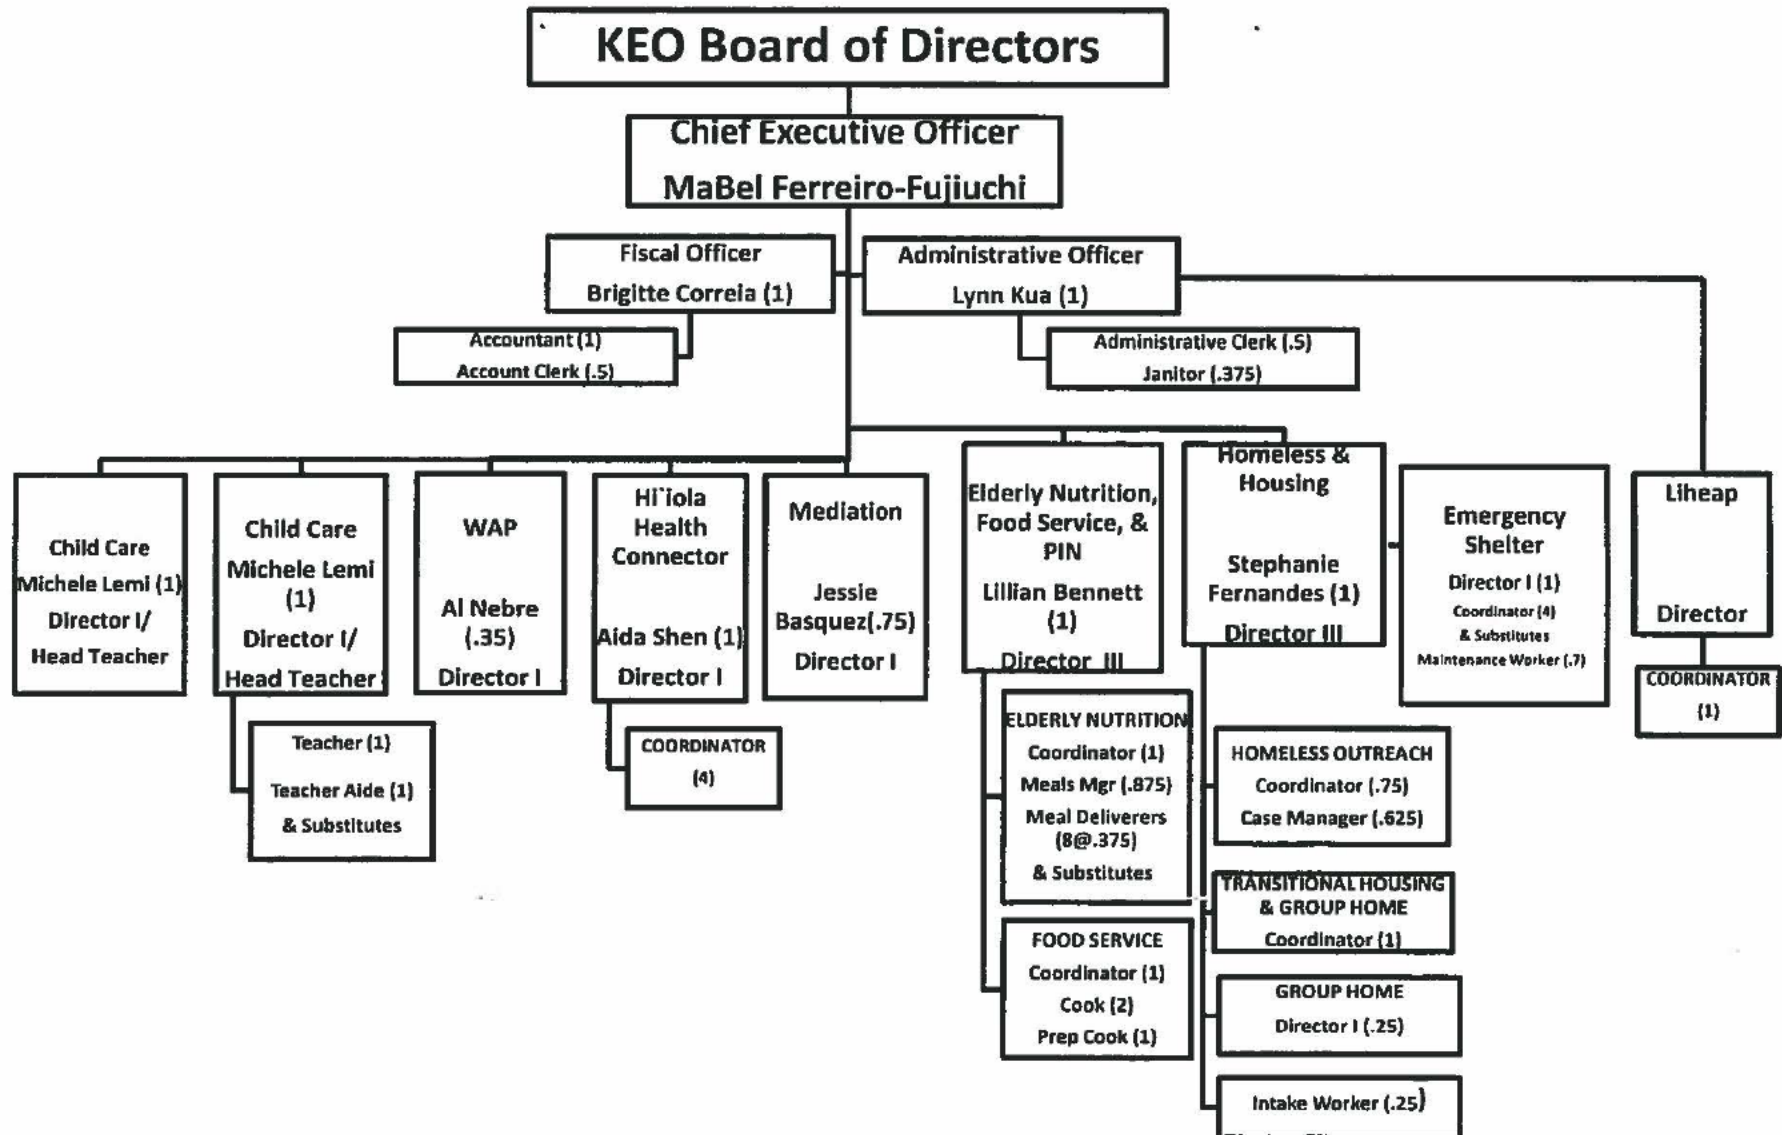 KEO Board of Directors
Chief Executive Officer
MaBel Ferreiro-Fujiuchi
Fiscal Officer
Brigitte Correia (1)
Administrative Officer
Lynn Kua (1)
Accountant (1)
Account Clerk (.5)
Administrative Clerk (.5)
Janitor (.375)
Child Care
Michele Lemi (1)
Director I/
Head Teacher
Child Care
Michele Lemi
(1)
Director I/
Head Teacher
Teacher (1)
Teacher Aide (1)
& Substitutes
WAP
Al Nebre
(.35)
Director I
Hi`iola
Health
Connector
Aida Shen (1)
Director I
COORDINATOR
(4)
Mediation
Jessie
Basquez(.75)
Director I
Elderly Nutrition,
Food Service, &
PIN
Lillian Bennett
(1)
Director III
ELDERLY NUTRITION
Coordinator (1)
Meals Mgr (.875)
Meal Deliverers
(8@.375)
& Substitutes
FOOD SERVICE
Coordinator (1)
Cook (2)
Prep Cook (1)
Homeless &
Housing
Stephanie
Fernandes (1)
Director III
HOMELESS OUTREACH
Coordinator (.75)
Case Manager (.625)
TRANSITIONAL HOUSING
& GROUP HOME
Coordinator (1)
GROUP HOME
Director I (.25)
Intake Worker (.25)
Emergency
Shelter
Director I (1)
Coordinator (4)
& Substitutes
Maintenance Worker (.7)
Liheap
Director
COORDINATOR
(1)